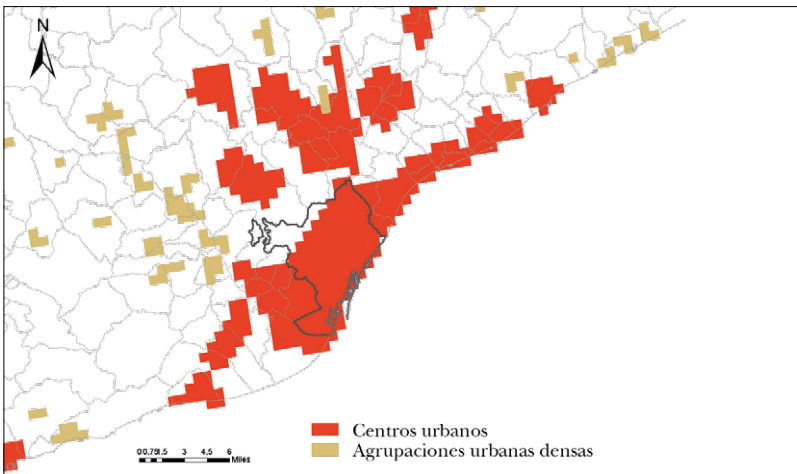 N
Centros urbanos
Agrupaciones urbanas densas
0 0,75 1,5 3 4,5 6
Miles